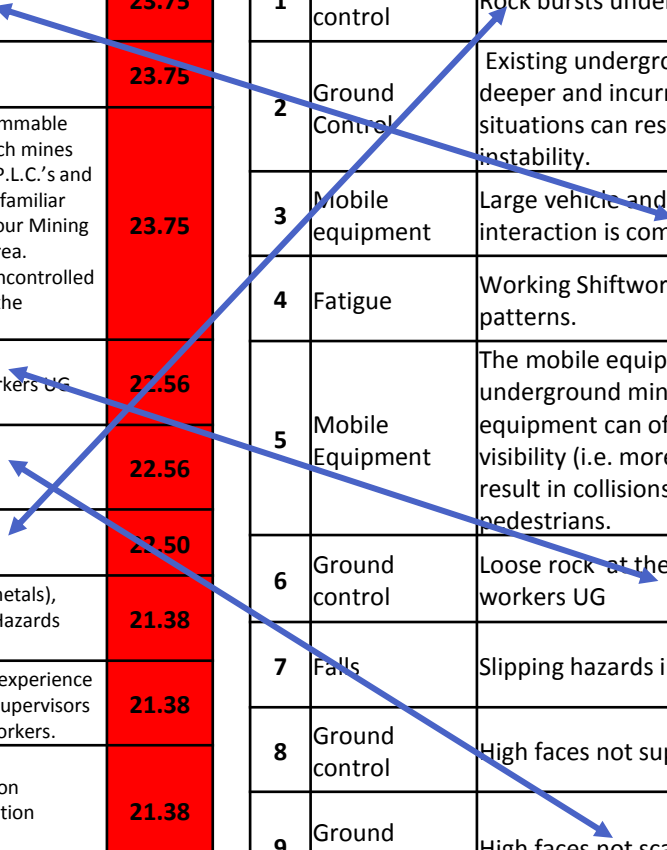 23.75
23.75
mmable
ch mines
P.L.C.'s and
familiar
our Mining
rea.
ncontrolled
the
23.75
rkers UG
22.56
22.56
22.50
netals),
Hazards
21.38
experience
upervisors
orkers.
21.38
on
tion
21.38
1
control
Rock bursts under
2
Ground
Control
Existing undergro
deeper and incurr
situations can res
instability.
3
Mobile
equipment
Large vehicle and
interaction is com
4
Fatigue
Working Shiftwor
patterns.
5
Mobile
Equipment
The mobile equip
underground min
equipment can of
visibility (i.e. more
result in collisions
pedestrians.
6
Ground
control
Loose rock at the
workers UG
7
Falls
Slipping hazards i
8
Ground
control
High faces not sup
9
Ground
High faces not sca